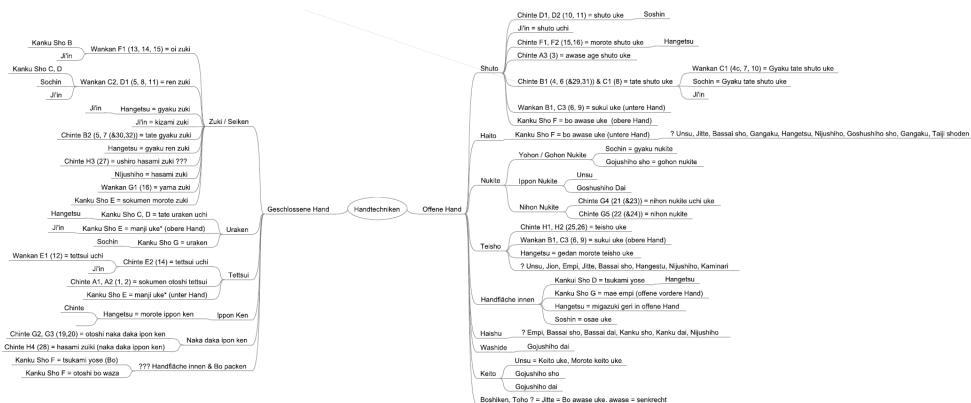 Handtechniken
Geschlossene Hand
Zuki / Seiken
Wankan F1 (13, 14, 15) = oi zuki
Kanku Sho B
Ji'in
Wankan C2, D1 (5, 8, 11) = ren zuki
Kanku Sho C, D
Sochin
Ji'in
Hangetsu = gyaku zuki
Ji'in
Ji'in = kizami zuki
Chinte B2 (5, 7 (&30,32)) = tate gyaku zuki
Hangetsu = gyaku ren zuki
Chinte H3 (27) = ushiro hasami zuki ???
NIjushiho = hasami zuki
Wankan G1 (16) = yama zuki
Kanku Sho E = sokumen morote zuki
Uraken
Kanku Sho C, D = tate uraken uchi
Hangetsu
Kanku Sho E = manji uke* (obere Hand)
Ji'in
Kanku Sho G = uraken
Sochin
Tettsui
Chinte E2 (14) = tettsui uchi
Wankan E1 (12) = tettsui uchi
Ji'in
Chinte A1, A2 (1, 2) = sokumen otoshi tettsui
Kanku Sho E = manji uke* (unter Hand)
Ippon Ken
Hangetsu = morote ippon ken
Chinte
Naka daka ipon ken
Chinte G2, G3 (19,20) = otoshi naka daka ipon ken
Chinte H4 (28) = hasami zuiki (naka daka ippon ken)
??? Handfläche innen & Bo packen
Kanku Sho F = tsukami yose (Bo)
Kanku Sho F = otoshi bo waza
Offene Hand
Shuto
Chinte D1, D2 (10, 11) = shuto uke
Soshin
Ji'in = shuto uchi
Chinte F1, F2 (15,16) = morote shuto uke
Hangetsu
Chinte A3 (3) = awase age shuto uke
Chinte B1 (4, 6 (&29,31)) & C1 (8) = tate shuto uke
Wankan C1 (4c, 7, 10) = Gyaku tate shuto uke
Sochin = Gyaku tate shuto uke
Ji'in
Wankan B1, C3 (6, 9) = sukui uke (untere Hand)
Kanku Sho F = bo awase uke (obere Hand)
Haito
Kanku Sho F = bo awase uke (untere Hand)
? Unsu, Jitte, Bassai sho, Gangaku, Hangetsu, Nijushiho, Goshushiho sho, Gangaku, Taiji shoden
Nukite
Yohon / Gohon Nukite
Sochin = gyaku nukite
Gojushiho sho = gohon nukite
Ippon Nukite
Unsu
Goshushiho Dai
Nihon Nukite
Chinte G4 (21 (&23)) = nihon nukite uchi uke
Chinte G5 (22 (&24)) = nihon nukite
Teisho
Chinte H1, H2 (25,26) = teisho uke
Wankan B1, C3 (6, 9) = sukui uke (obere Hand)
Hangetsu = gedan morote teisho uke
? Unsu, Jion, Empi, Jitte, Bassai sho, Hangestu, Nijushiho, Kaminari
Handfläche innen
Kankui Sho D = tsukami yose
Hangetsu
Kanku Sho G = mae empi (offene vordere Hand)
Hangetsu = migazuki geri in offene Hand
Soshin = osae uke
Haishu
? Empi, Bassai sho, Bassai dai, Kanku sho, Kanku dai, Nijushiho
Washide
Gojushiho dai
Keito
Unsu = Keito uke, Morote keito uke
Gojushiho sho
Gojushiho dai
Boshiken, Toho ? = Jitte = Bo awase uke, awase = senkrecht